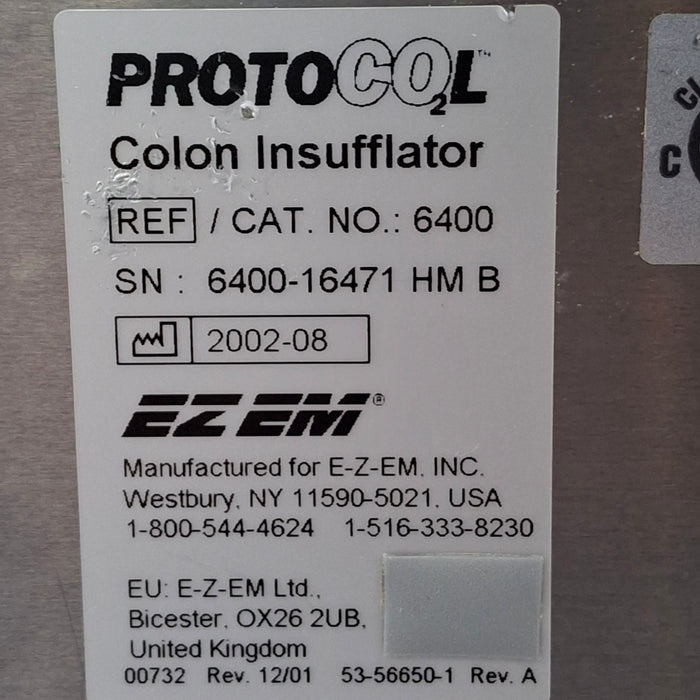 PROTOCO₂L™
Colon Insufflator
REF / CAT. NO.: 6400
SN : 6400-16471 HM B
2002-08
EZEM®
Manufactured for E-Z-EM, INC.
Westbury, NY 11590-5021, USA
1-800-544-4624 1-516-333-8230
EU: E-Z-EM Ltd.,
Bicester, OX26 2UB,
United Kingdom
00732 Rev. 12/01 53-56650-1 Rev. A